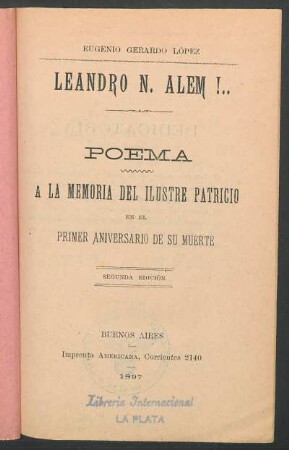 EUGENIO GERARDO LÓPEZ
LEANDRO N. ALEM !..
POEMA
A LA MEMORIA DEL ILUSTRE PATRICIO
EN EL
PRIMER ANIVERSARIO DE SU MUERTE
SEGUNDA EDICIÓN
BUENOS AIRES
Imprenta AMERICANA, Corrientes 2140
1897
Librería Internacional
LA PLATA